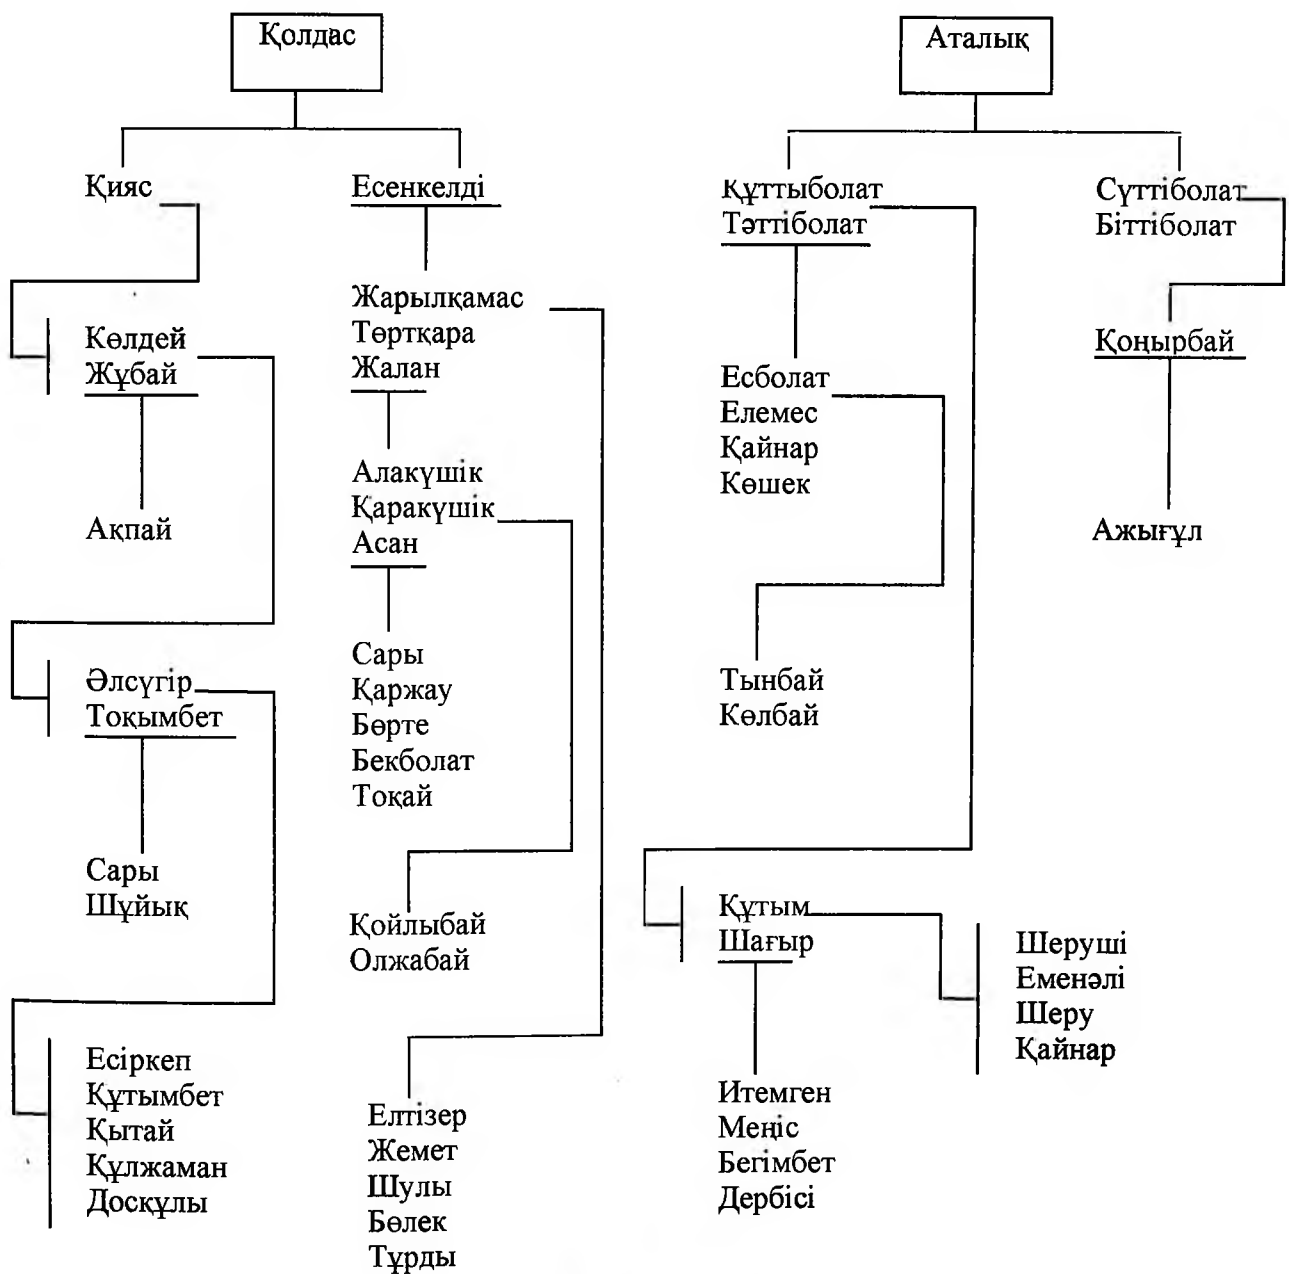 Қолдас
Қияс
Есенкелді
Көлдей
Жұбай
Ақпай
Жарылқамас
Төртқара
Жалан
Алакүшік
Қаракүшік
Асан
Әлсүгір
Тоқымбет
Сары
Шұйық
Сары
Қаржау
Бөрте
Бекболат
Тоқай
Қойлыбай
Олжабай
Есіркеп
Құтымбет
Қытай
Құлжаман
Досқұлы
Елтізер
Жемет
Шулы
Бөлек
Тұрды
Аталық
Құттыболат
Тәттіболат
Сүттіболат
Біттіболат
Есболат
Елемес
Қайнар
Көшек
Қоңырбай
Ажығұл
Тынбай
Көлбай
Құтым
Шағыр
Шеруші
Еменәлі
Шеру
Қайнар
Итемген
Меңіс
Бегімбет
Дербісі